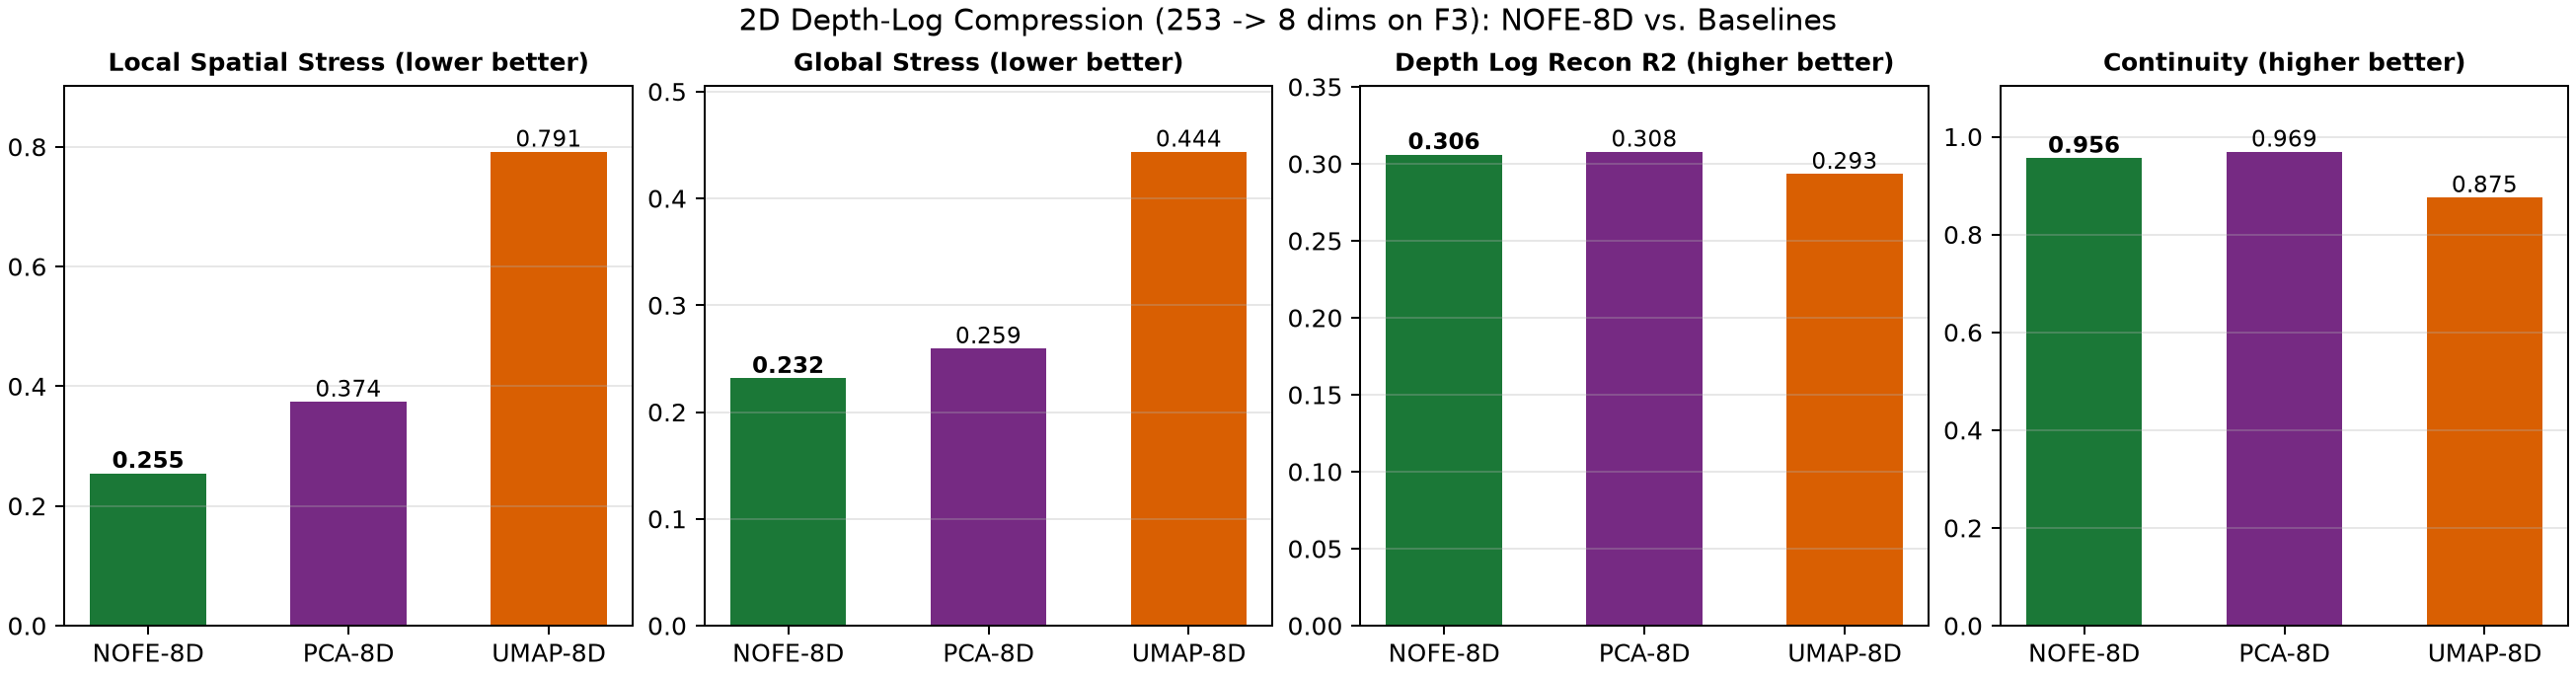 2D Depth-Log Compression (253 -> 8 dims on F3): NOFE-8D vs. Baselines
Local Spatial Stress (lower better)
0.8
0.6
0.4
0.2
0.0
0.255
0.374
0.791
NOFE-8D
PCA-8D
UMAP-8D
Global Stress (lower better)
0.5
0.4
0.3
0.2
0.1
0.0
0.232
0.259
0.444
NOFE-8D
PCA-8D
UMAP-8D
Depth Log Recon R2 (higher better)
0.35
0.30
0.25
0.20
0.15
0.10
0.05
0.00
0.306
0.308
0.293
NOFE-8D
PCA-8D
UMAP-8D
Continuity (higher better)
1.0
0.8
0.6
0.4
0.2
0.0
0.956
0.969
0.875
NOFE-8D
PCA-8D
UMAP-8D